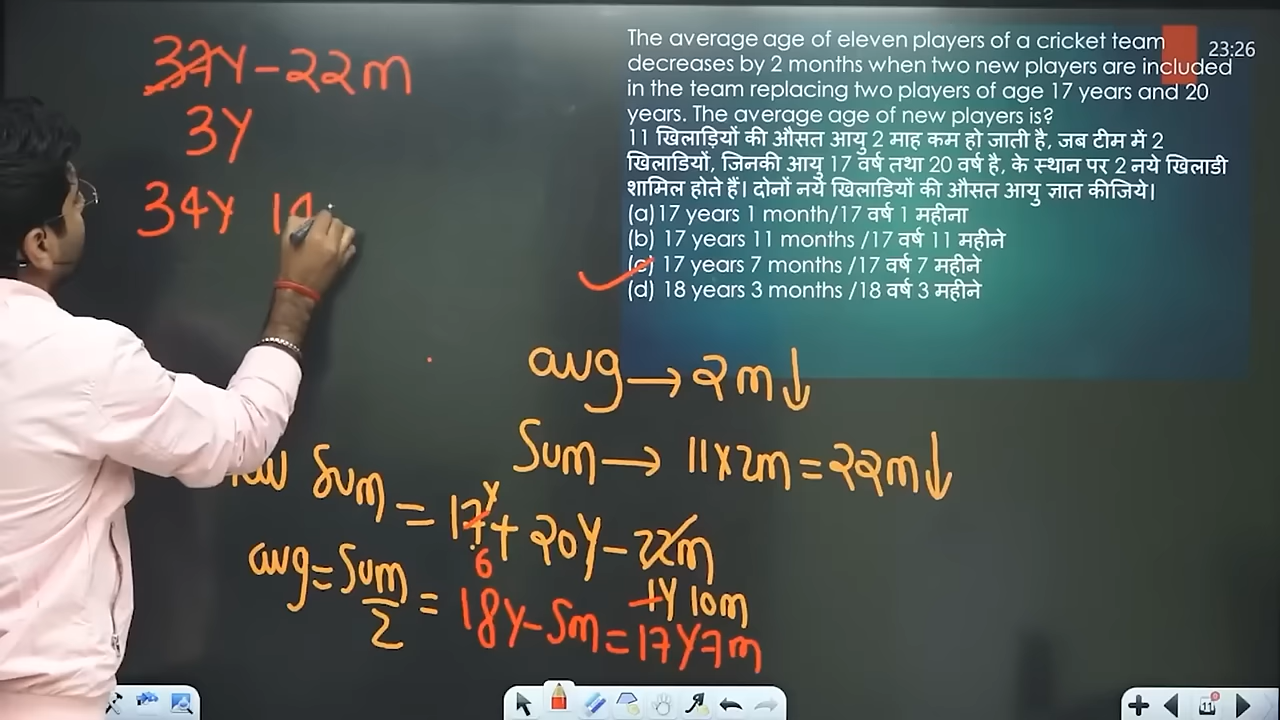 37Y-22m
3Y
34Y 1
The average age of eleven players of a cricket team
decreases by 2 months when two new players are included
in the team replacing two players of age 17 years and 20
years. The average age of new players is?
11 खिलाड़ियों की औसत आयु 2 माह कम हो जाती है, जब टीम में 2
खिलाडियों, जिनकी आयु 17 वर्ष तथा 20 वर्ष है, के स्थान पर 2 नये खिलाडी
शामिल होते हैं। दोनों नये खिलाडियों की औसत आयु ज्ञात कीजिये।
(a)17 years 1 month/17 वर्ष 1 महीना
(b) 17 years 11 months /17 वर्ष 11 महीने
(c) 17 years 7 months /17 वर्ष 7 महीने
(d) 18 years 3 months /18 वर्ष 3 महीने
23:26
avg→2m↓
Sum→11x2m=22m↓
Sum=17Y+20Y-22m
6
1Y 10m
avg=Sum/2=18Y-5m=17Y7m
11